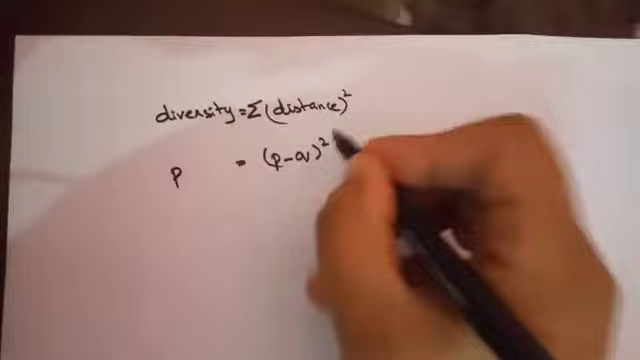 diversity = Σ (distance)²
p = (p - q)²